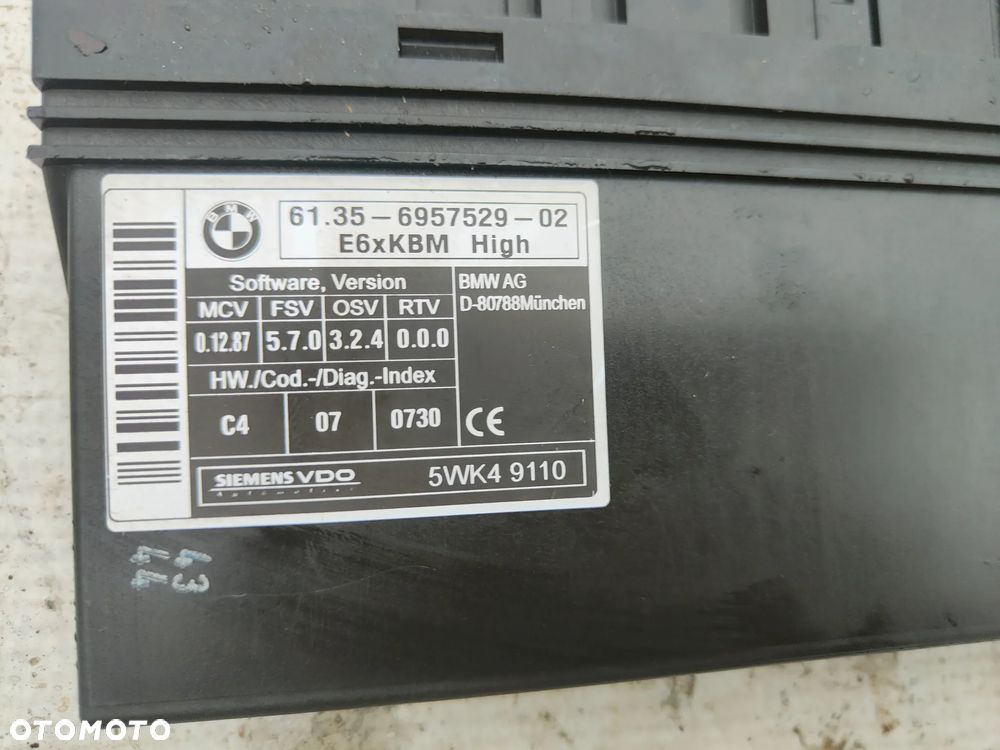 BMW
61.35-6957529-02
E6xKBM High
Software, Version
MCV FSV OSV RTV
0.12.87 5.7.0 3.2.4 0.0.0
BMW AG
D-80788München
HW./Cod.-/Diag.-Index
C4 07 0730
CE
SIEMENS VDO
Automotive
5WK4 9110
OTOMOTO